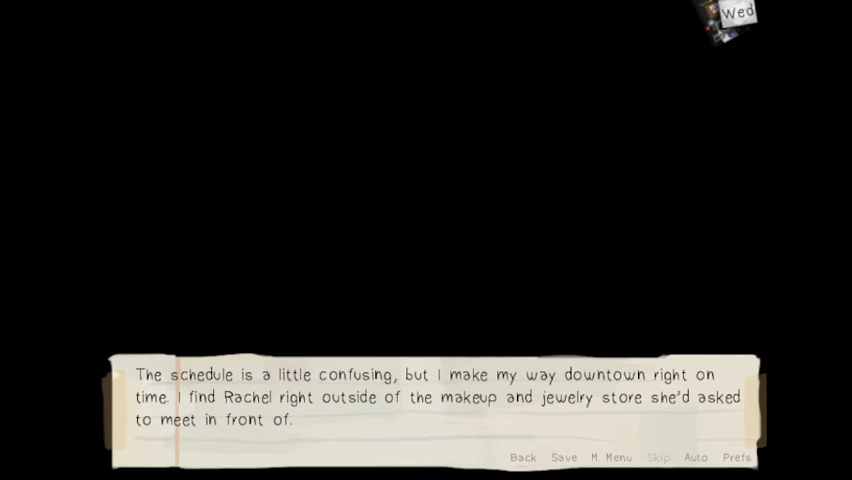 Wed
The schedule is a little confusing, but I make my way downtown right on
time. I find Rachel right outside of the makeup and jewelry store she'd asked
to meet in front of.
Back Save M. Menu Skip Auto Prefs